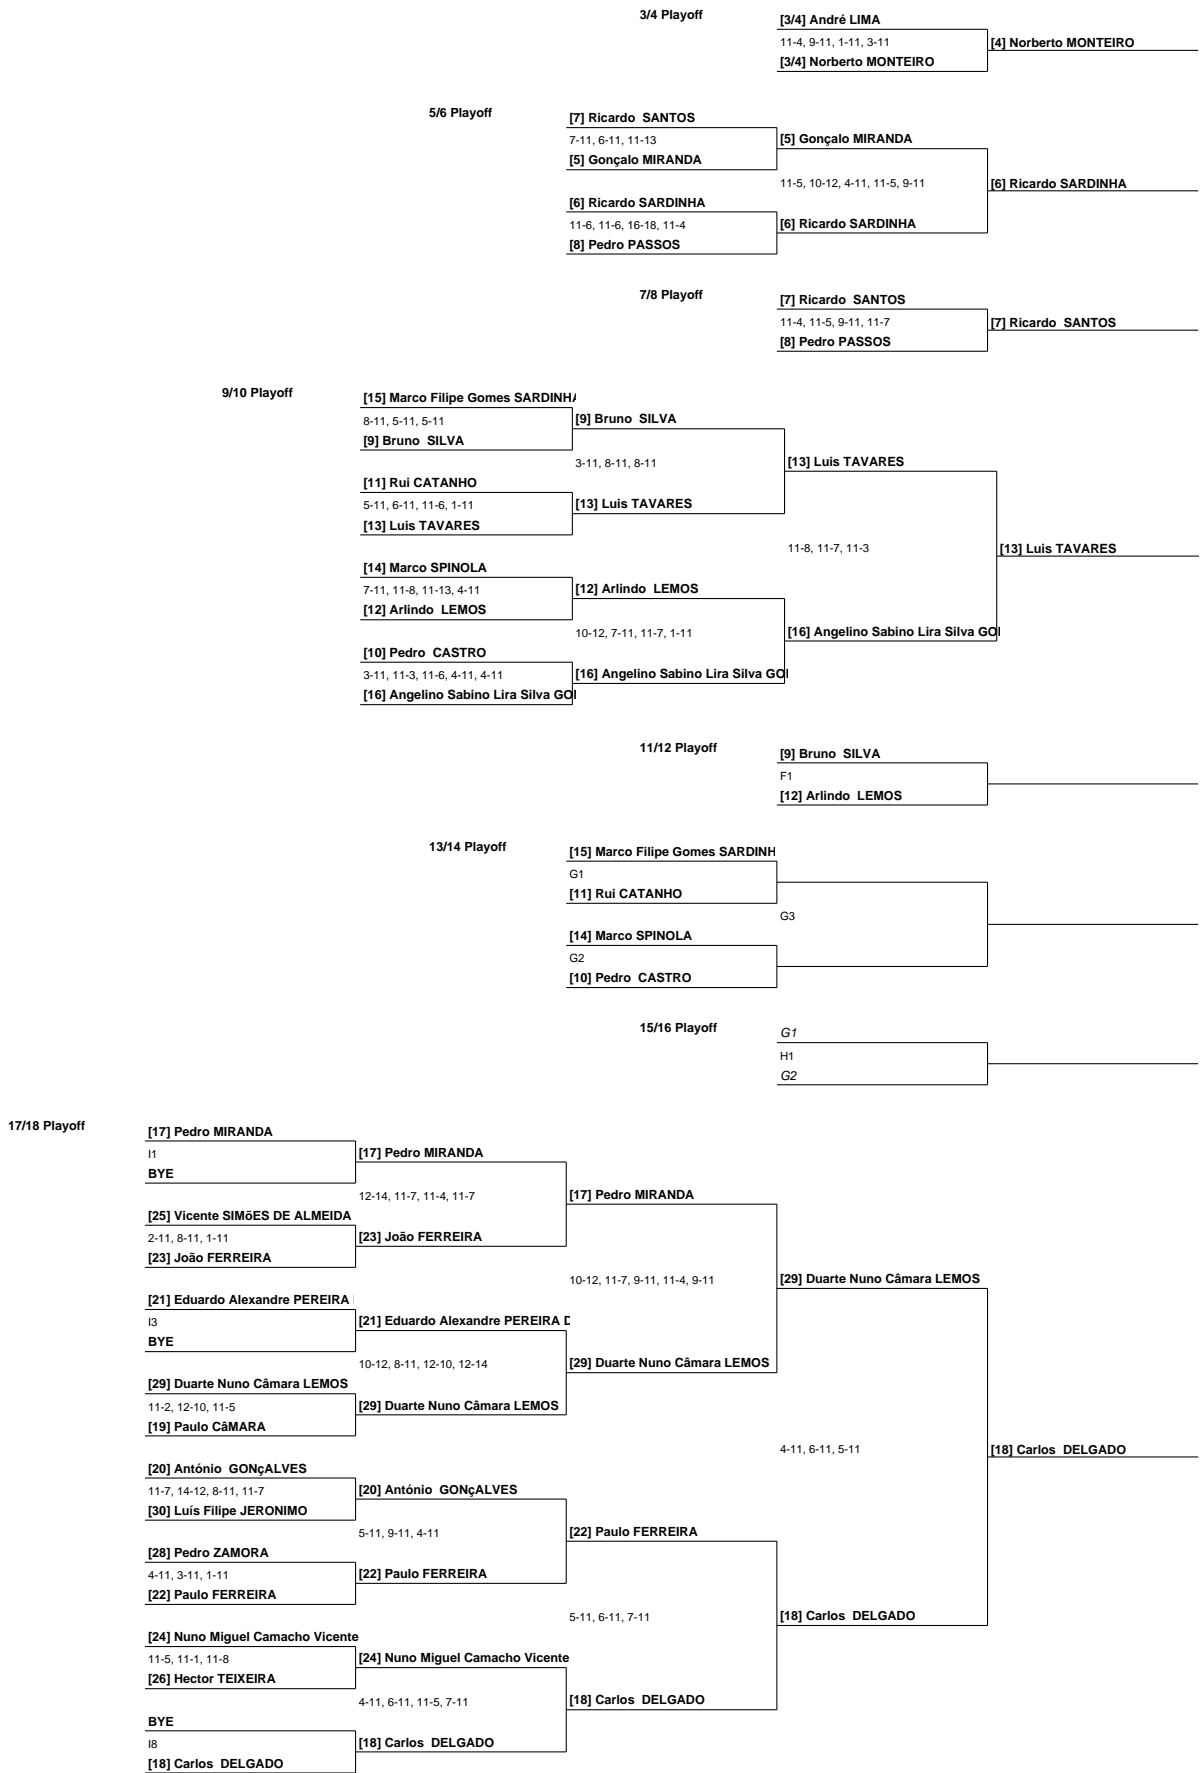 3/4 Playoff
[3/4] André LIMA
11-4, 9-11, 1-11, 3-11
[4] Norberto MONTEIRO
[3/4] Norberto MONTEIRO
5/6 Playoff
[7] Ricardo SANTOS
7-11, 6-11, 11-13
[5] Gonçalo MIRANDA
[5] Gonçalo MIRANDA
11-5, 10-12, 4-11, 11-5, 9-11
[6] Ricardo SARDINHA
[6] Ricardo SARDINHA
11-6, 11-6, 16-18, 11-4
[6] Ricardo SARDINHA
[8] Pedro PASSOS
7/8 Playoff
[7] Ricardo SANTOS
11-4, 11-5, 9-11, 11-7
[7] Ricardo SANTOS
[8] Pedro PASSOS
9/10 Playoff
[15] Marco Filipe Gomes SARDINHA
8-11, 5-11, 5-11
[9] Bruno SILVA
[9] Bruno SILVA
3-11, 8-11, 8-11
[13] Luis TAVARES
[11] Rui CATANHO
5-11, 6-11, 11-6, 1-11
[13] Luis TAVARES
[13] Luis TAVARES
11-8, 11-7, 11-3
[13] Luis TAVARES
[14] Marco SPINOLA
7-11, 11-8, 11-13, 4-11
[12] Arlindo LEMOS
[12] Arlindo LEMOS
10-12, 7-11, 11-7, 1-11
[16] Angelino Sabino Lira Silva GO
[10] Pedro CASTRO
3-11, 11-3, 11-6, 4-11, 4-11
[16] Angelino Sabino Lira Silva GO
[16] Angelino Sabino Lira Silva GO
11/12 Playoff
[9] Bruno SILVA
F1
[12] Arlindo LEMOS
13/14 Playoff
[15] Marco Filipe Gomes SARDINH
G1
[11] Rui CATANHO
G3
[14] Marco SPINOLA
G2
[10] Pedro CASTRO
15/16 Playoff
G1
H1
G2
17/18 Playoff
[17] Pedro MIRANDA
I1
[17] Pedro MIRANDA
BYE
12-14, 11-7, 11-4, 11-7
[17] Pedro MIRANDA
[25] Vicente SIMõES DE ALMEIDA
2-11, 8-11, 1-11
[23] João FERREIRA
[23] João FERREIRA
10-12, 11-7, 9-11, 11-4, 9-11
[29] Duarte Nuno Câmara LEMOS
[21] Eduardo Alexandre PEREIRA
I3
[21] Eduardo Alexandre PEREIRA D
BYE
10-12, 8-11, 12-10, 12-14
[29] Duarte Nuno Câmara LEMOS
[29] Duarte Nuno Câmara LEMOS
11-2, 12-10, 11-5
[29] Duarte Nuno Câmara LEMOS
[19] Paulo CâMARA
4-11, 6-11, 5-11
[18] Carlos DELGADO
[20] António GONçALVES
11-7, 14-12, 8-11, 11-7
[20] António GONçALVES
[30] Luís Filipe JERONIMO
5-11, 9-11, 4-11
[22] Paulo FERREIRA
[28] Pedro ZAMORA
4-11, 3-11, 1-11
[22] Paulo FERREIRA
[22] Paulo FERREIRA
5-11, 6-11, 7-11
[18] Carlos DELGADO
[24] Nuno Miguel Camacho Vicente
11-5, 11-1, 11-8
[24] Nuno Miguel Camacho Vicente
[26] Hector TEIXEIRA
4-11, 6-11, 11-5, 7-11
[18] Carlos DELGADO
BYE
I8
[18] Carlos DELGADO
[18] Carlos DELGADO